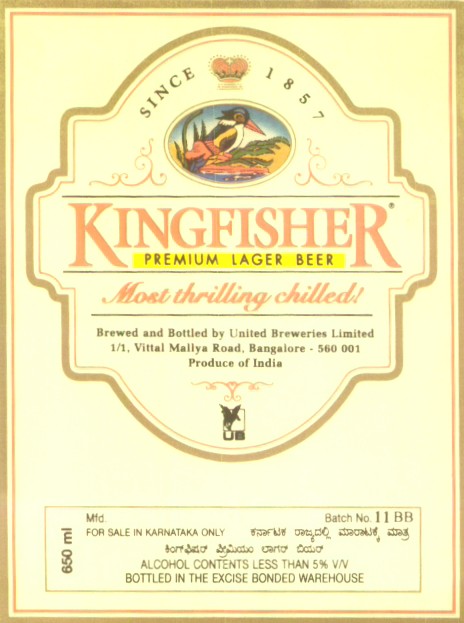 SINCE 1857
KINGFISHER®
PREMIUM LAGER BEER
Most thrilling chilled!
Brewed and Bottled by United Breweries Limited
1/1, Vittal Mallya Road, Bangalore - 560 001
Produce of India
UB
650 ml
Mfd. Batch No. 11 BB
FOR SALE IN KARNATAKA ONLY ಕರ್ನಾಟಕ ರಾಜ್ಯದಲ್ಲಿ ಮಾರಾಟಕ್ಕೆ ಮಾತ್ರ
ಕಿಂಗ್‌ಫಿಷರ್ ಪ್ರೀಮಿಯಂ ಲಾಗರ್ ಬಿಯರ್
ALCOHOL CONTENTS LESS THAN 5% V/V
BOTTLED IN THE EXCISE BONDED WAREHOUSE